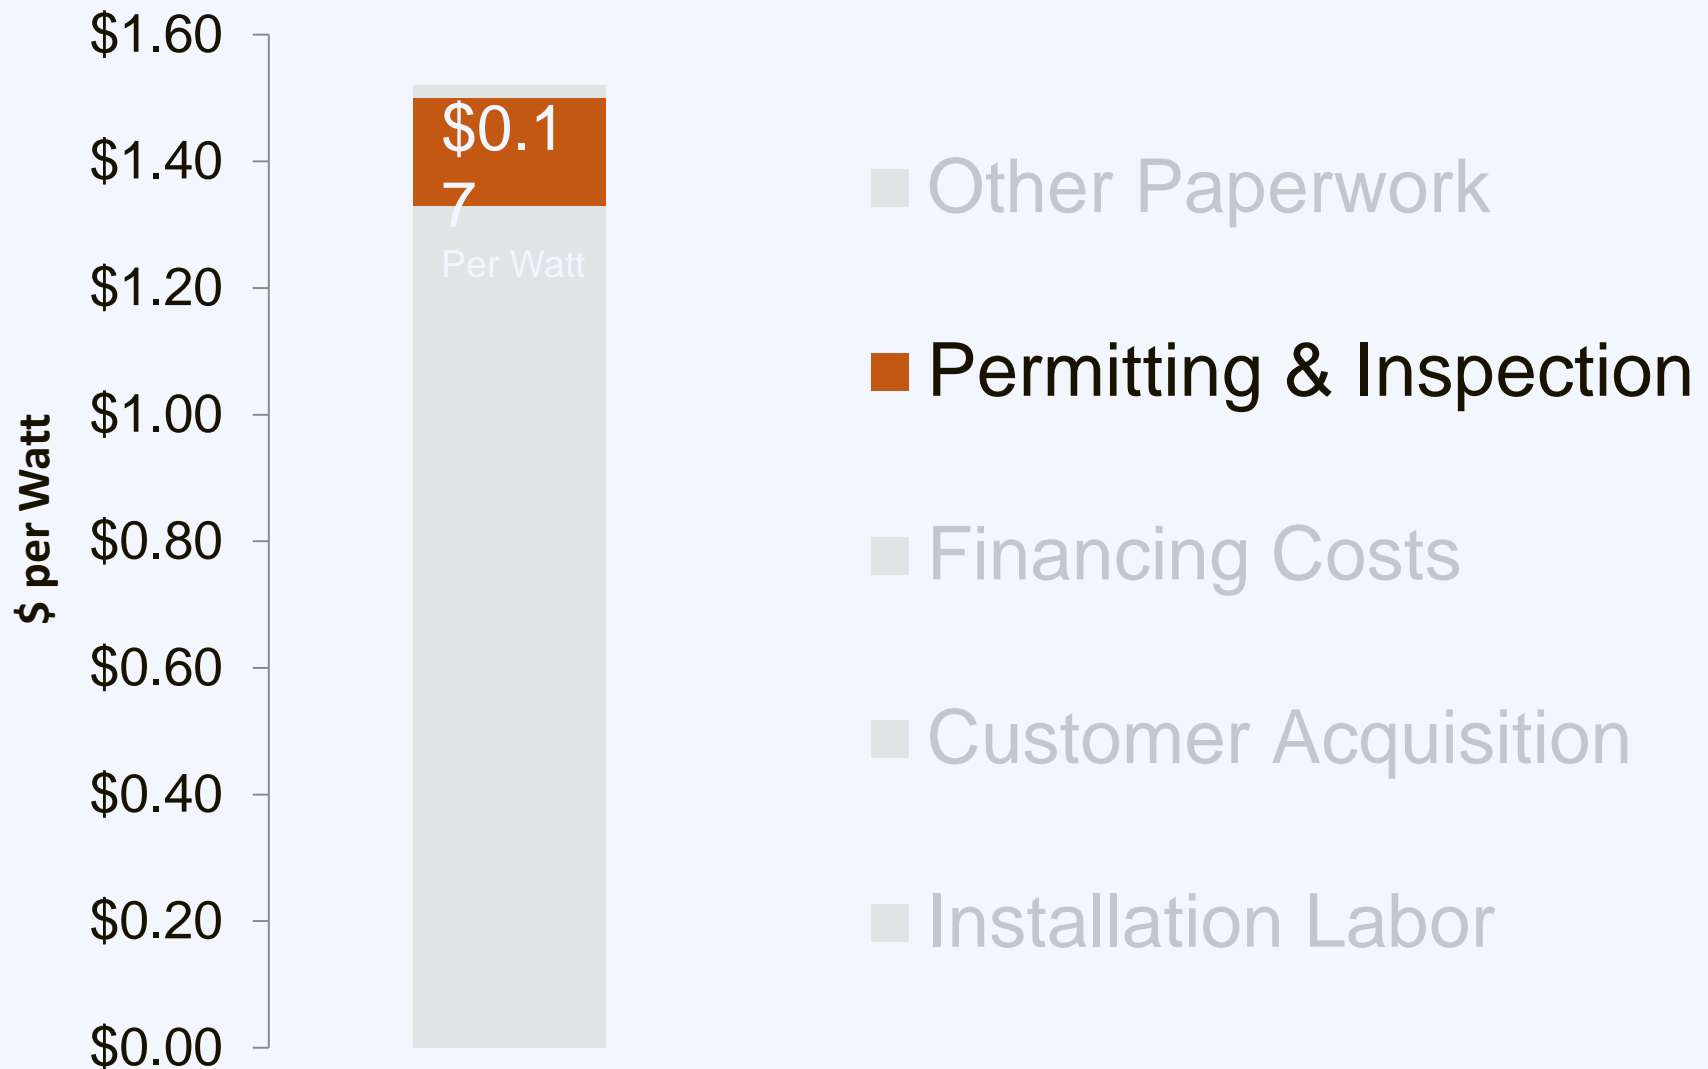 $1.60
$1.40
$1.20
$1.00
$0.80
$0.60
$0.40
$0.20
$0.00
$ per Watt
$0.1
7
Per Watt
Other Paperwork
Permitting & Inspection
Financing Costs
Customer Acquisition
Installation Labor